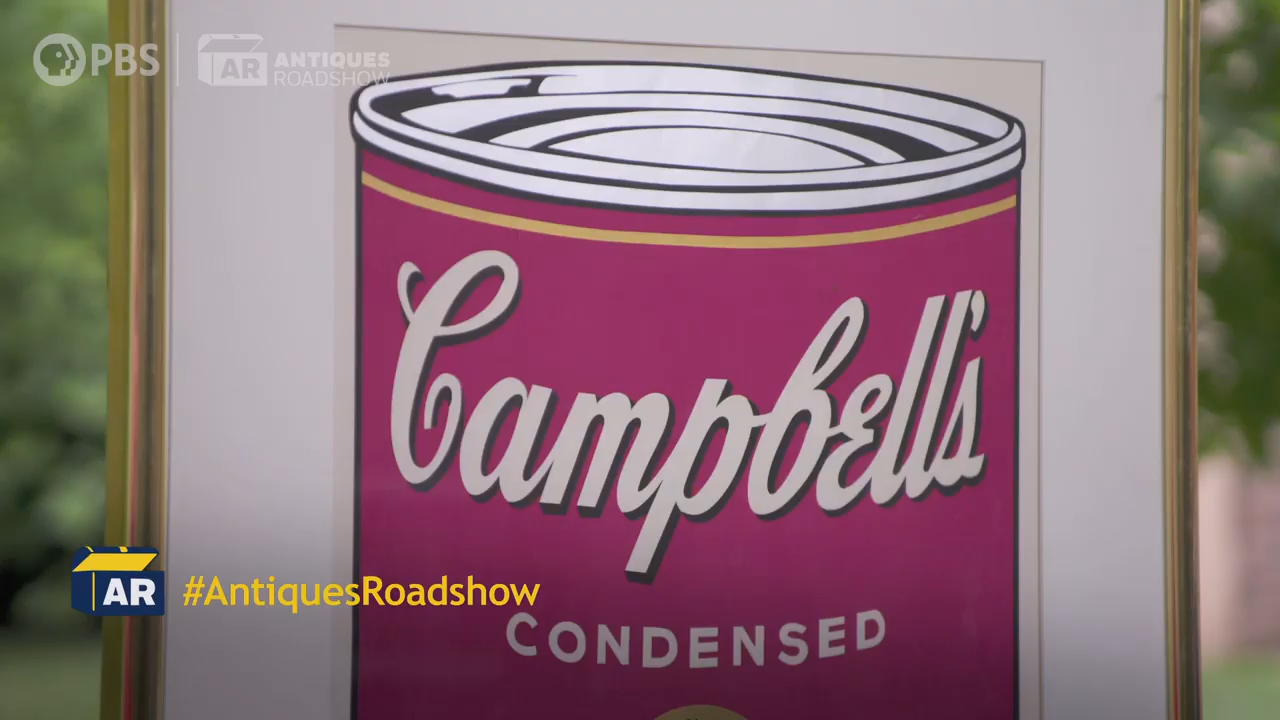 PBS
AR ANTIQUES
ROADSHOW
Campbell's
CONDENSED
AR #AntiquesRoadshow